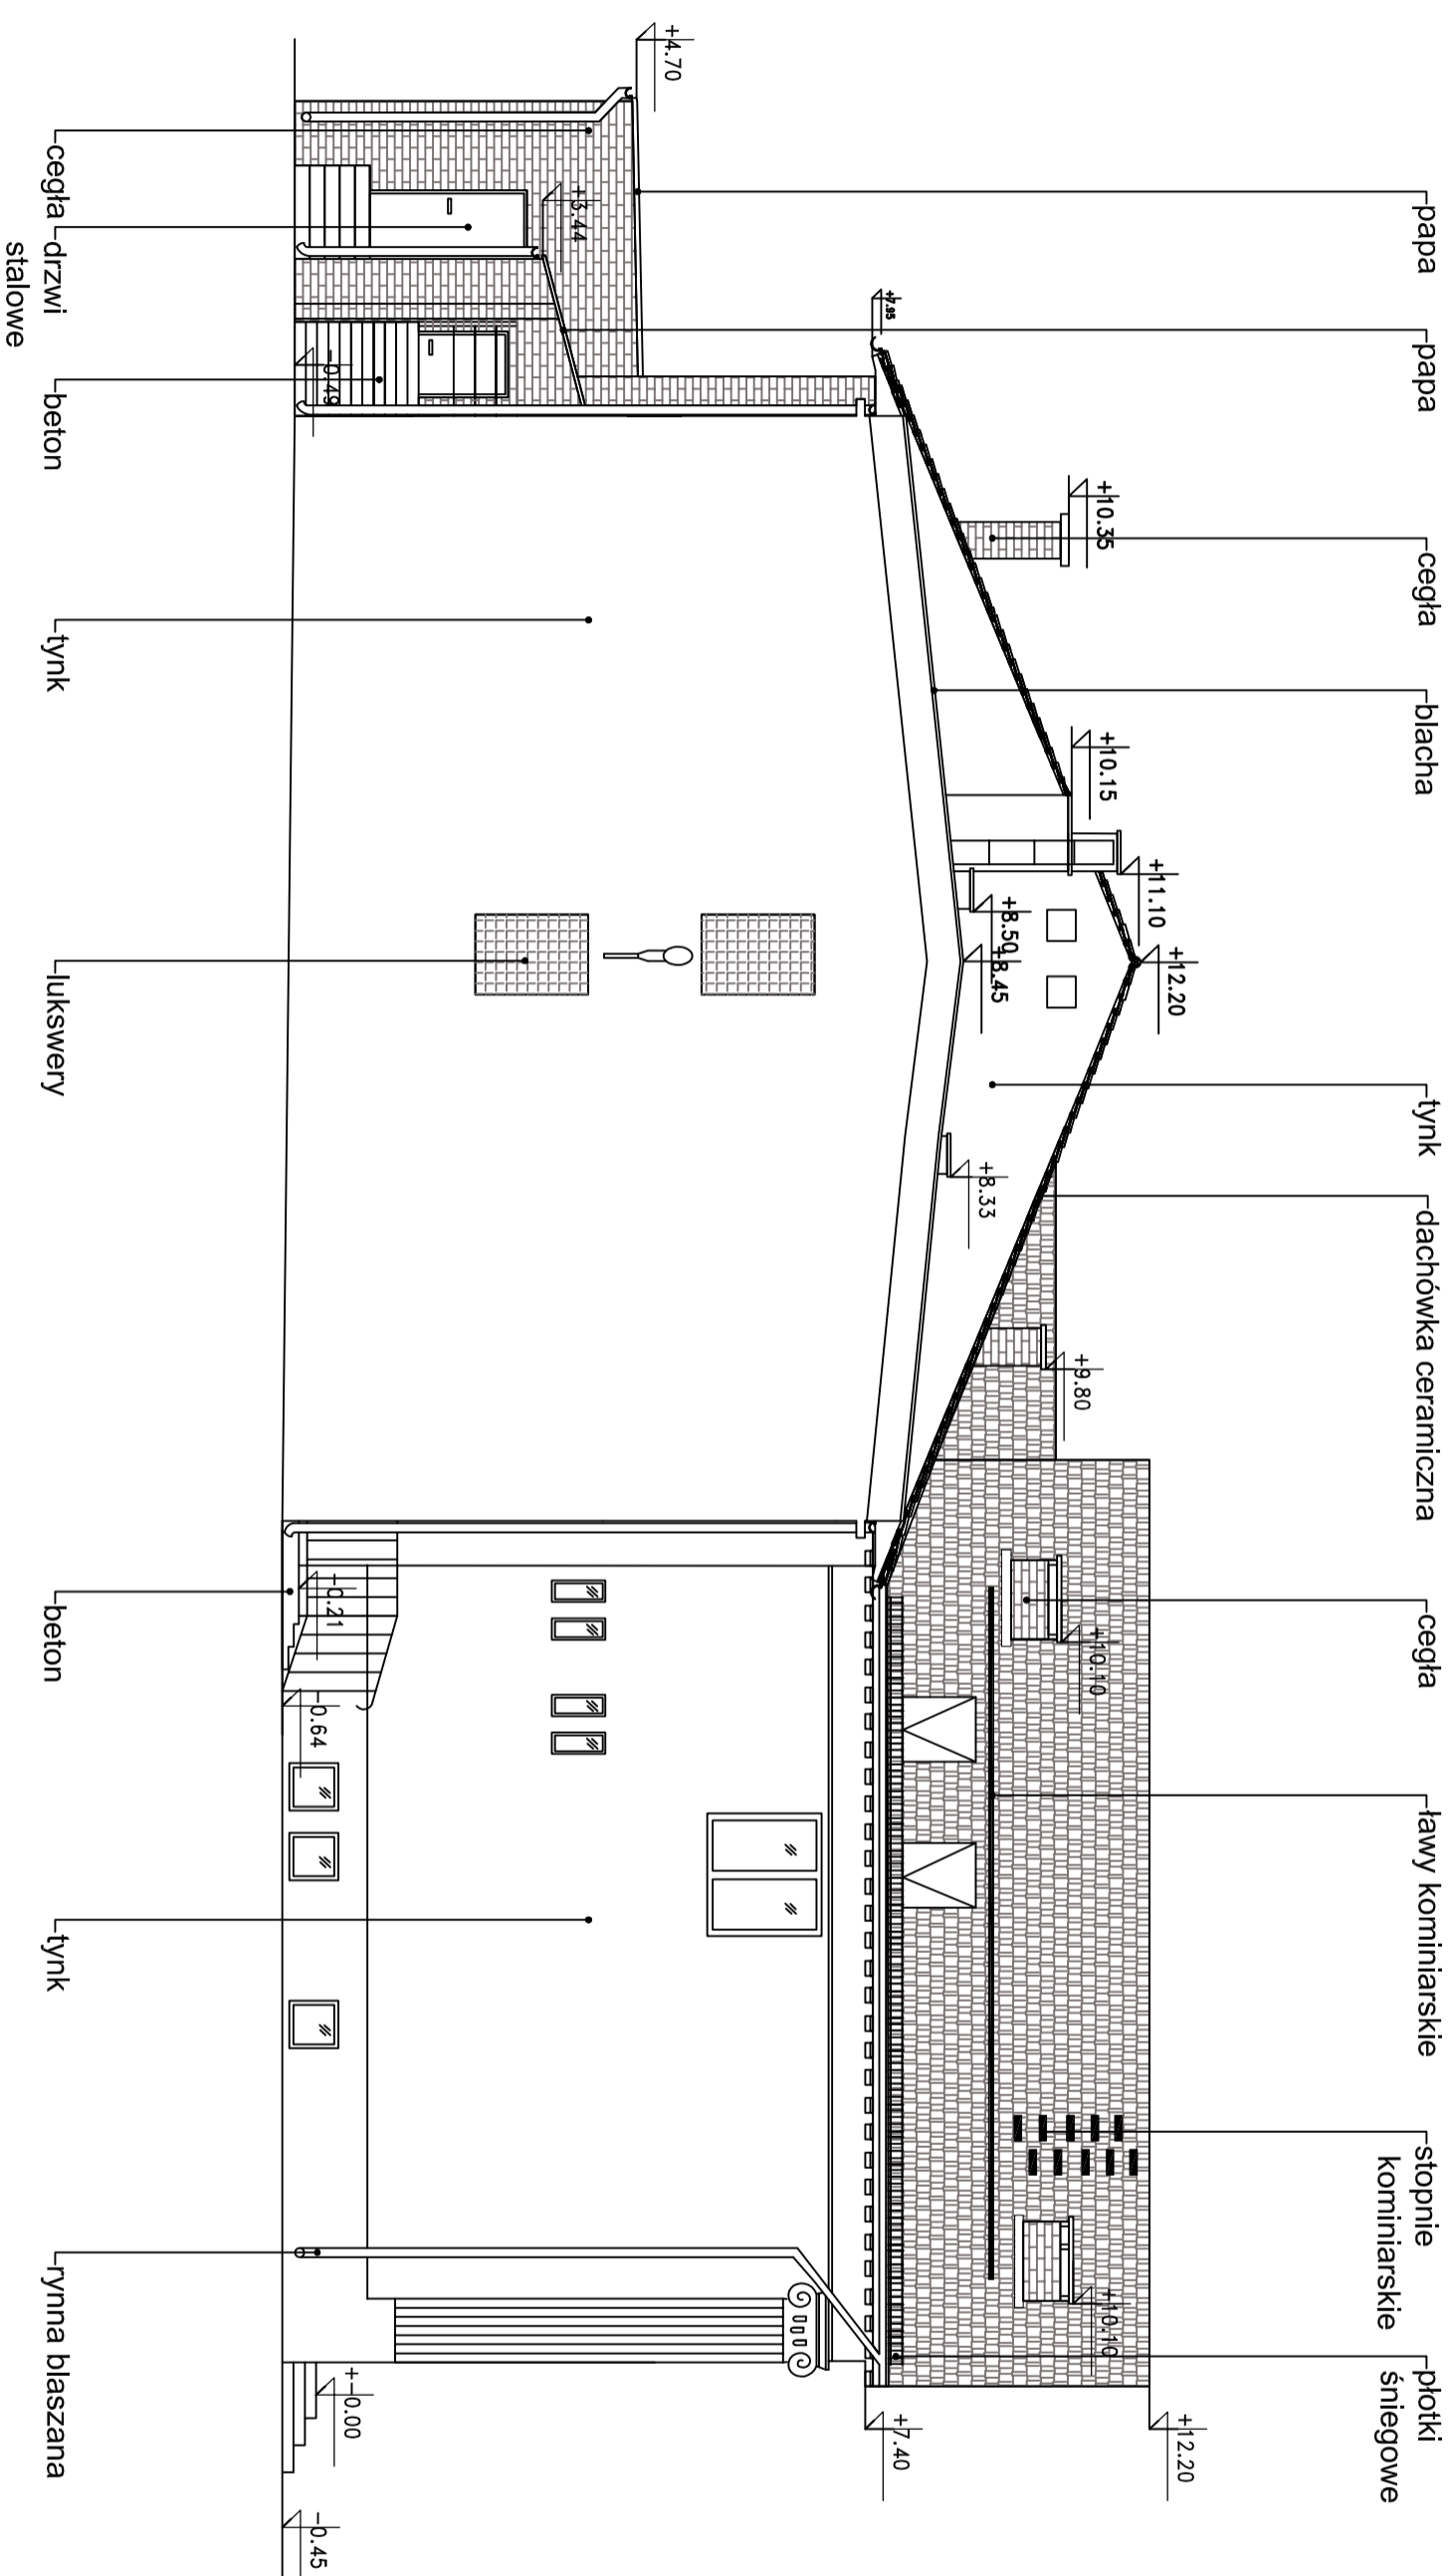 papa
papa
cegła
blacha
tynk
dachówka ceramiczna
cegła
ławy kominiarskie
stopnie
kominiarskie
płotki
śniegowe
+4.70
+3.44
+7.95
-0.49
+10.35
+10.15
+11.10
+12.20
+8.50
+8.45
+8.33
+9.80
+10.10
+10.10
+12.20
+7.40
+0.21
-0.64
+-0.00
-0.45
cegła
drzwi
stalowe
beton
tynk
lukswery
beton
tynk
rynna blaszana